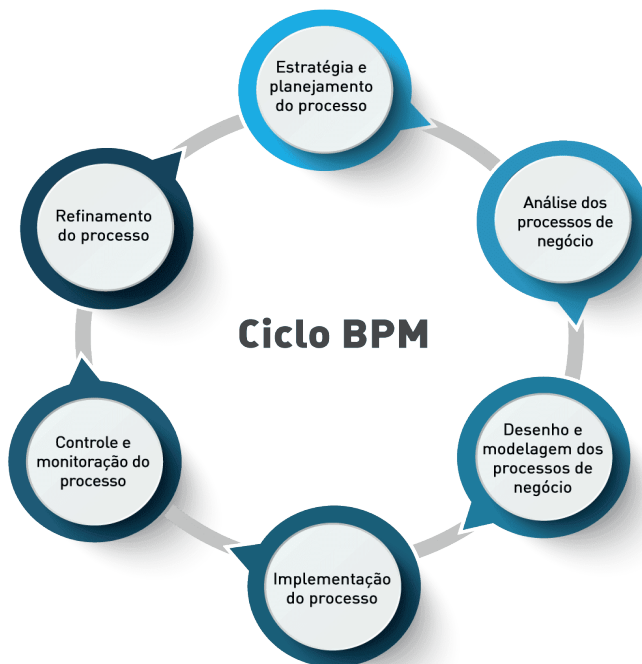 Estratégia e
planejamento
do processo
Análise dos
processos de
negócio
Desenho e
modelagem dos
processos de
negócio
Implementação
do processo
Controle e
monitoração do
processo
Refinamento
do processo
Ciclo BPM